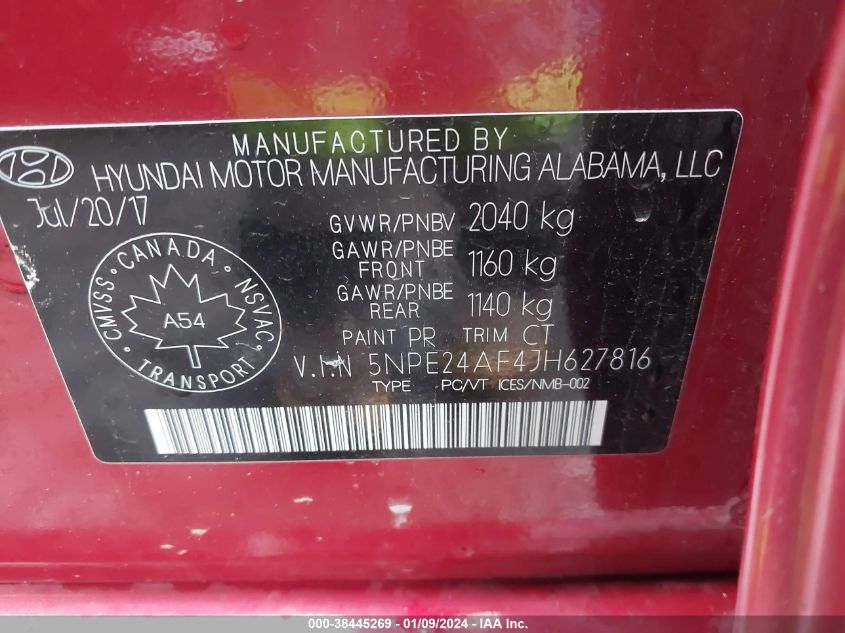 MANUFACTURED BY
HYUNDAI MOTOR MANUFACTURING ALABAMA, LLC
Jul/20/17
GVWR/PNBV 2040 kg
GAWR/PNBE
FRONT 1160 kg
GAWR/PNBE
REAR 1140 kg
PAINT PR TRIM CT
V.I.N 5NPE24AF4JH627816
TYPE PC/VT ICES/NMB-002
CANADA
CMVSS · NSVAC
A54
TRANSPORT
000-38445269 - 01/09/2024 - IAA Inc.